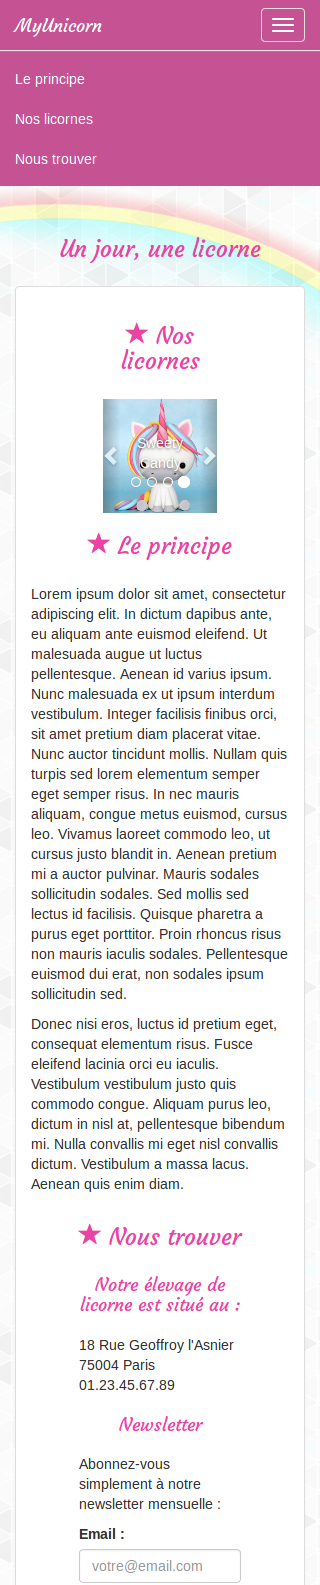 MyUnicorn
Le principe
Nos licornes
Nous trouver
Un jour, une licorne
Nos
licornes
Sweety
Candy
Le principe
Lorem ipsum dolor sit amet, consectetur
adipiscing elit. In dictum dapibus ante,
eu aliquam ante euismod eleifend. Ut
malesuada augue ut luctus
pellentesque. Aenean id varius ipsum.
Nunc malesuada ex ut ipsum interdum
vestibulum. Integer facilisis finibus orci,
sit amet pretium diam placerat vitae.
Nunc auctor tincidunt mollis. Nullam quis
turpis sed lorem elementum semper
eget semper risus. In nec mauris
aliquam, congue metus euismod, cursus
leo. Vivamus laoreet commodo leo, ut
cursus justo blandit in. Aenean pretium
mi a auctor pulvinar. Mauris sodales
sollicitudin sodales. Sed mollis sed
lectus id facilisis. Quisque pharetra a
purus eget porttitor. Proin rhoncus risus
non mauris iaculis sodales. Pellentesque
euismod dui erat, non sodales ipsum
sollicitudin sed.
Donec nisi eros, luctus id pretium eget,
consequat elementum risus. Fusce
eleifend lacinia orci eu iaculis.
Vestibulum vestibulum justo quis
commodo congue. Aliquam purus leo,
dictum in nisl at, pellentesque bibendum
mi. Nulla convallis mi eget nisl convallis
dictum. Vestibulum a massa lacus.
Aenean quis enim diam.
Nous trouver
Notre élevage de
licorne est situé au :
18 Rue Geoffroy l'Asnier
75004 Paris
01.23.45.67.89
Newsletter
Abonnez-vous
simplement à notre
newsletter mensuelle :
Email :
votre@email.com